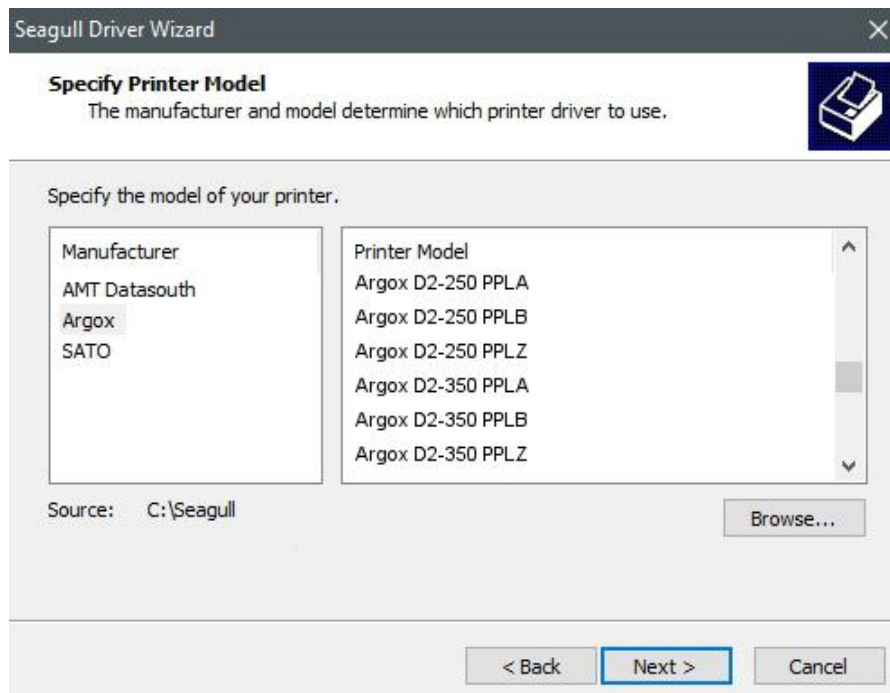 Seagull Driver Wizard
Specify Printer Model
The manufacturer and model determine which printer driver to use.
Specify the model of your printer.
Manufacturer
AMT Datasouth
Argox
SATO
Printer Model
Argox D2-250 PPLA
Argox D2-250 PPLB
Argox D2-250 PPLZ
Argox D2-350 PPLA
Argox D2-350 PPLB
Argox D2-350 PPLZ
Source: C:\Seagull
Browse...
< Back
Next >
Cancel